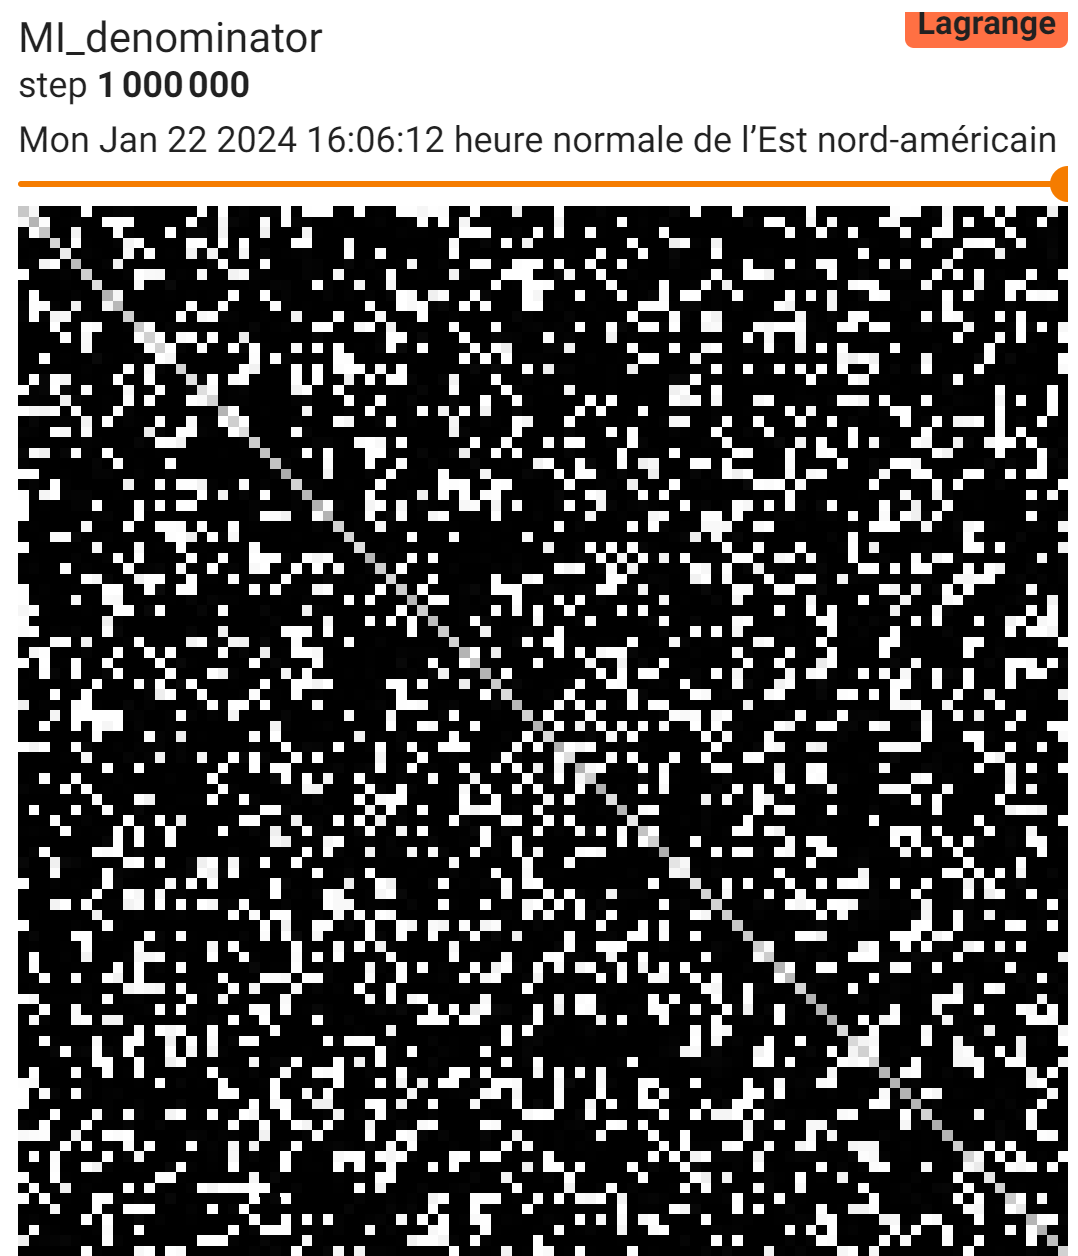 MI_denominator
Lagrange
step 1 000 000
Mon Jan 22 2024 16:06:12 heure normale de l’Est nord-américain